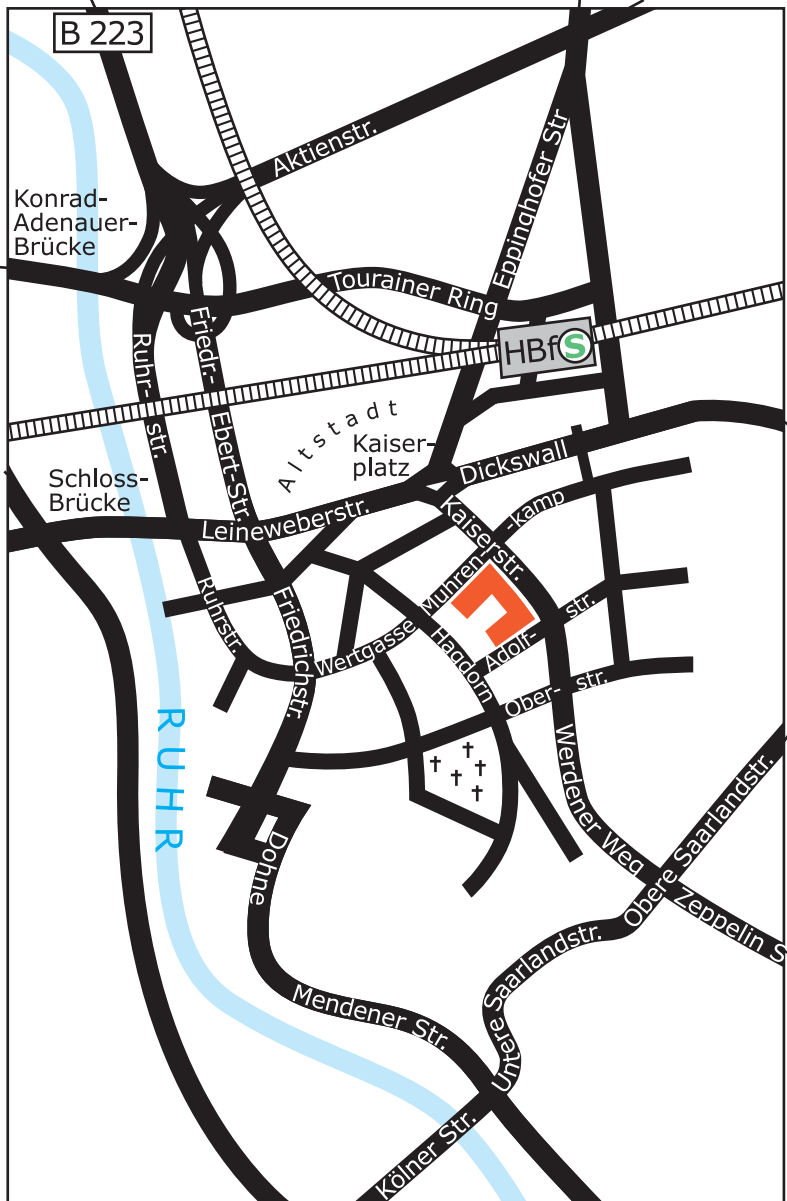 B 223
Aktienstr.
Eppinghofer Str
Konrad-
Adenauer-
Brücke
Tourainer Ring
Ruhr-
str.
Friedr.-
Ebert-Str.
HBf S
Altstadt
Kaiser-
platz
Dickswall
Schloss-
Brücke
Leineweberstr.
Kaiserstr.
-kamp
Muhren-
Ruhrstr.
Friedrichstr.
Wertgasse
Hagdorn
Adolf-
str.
Ober-
str.
RUHR
Werdener Weg
Dohne
Obere Saarlandstr.
Zeppelin S
Untere Saarlandstr.
Mendener Str.
Kölner Str.